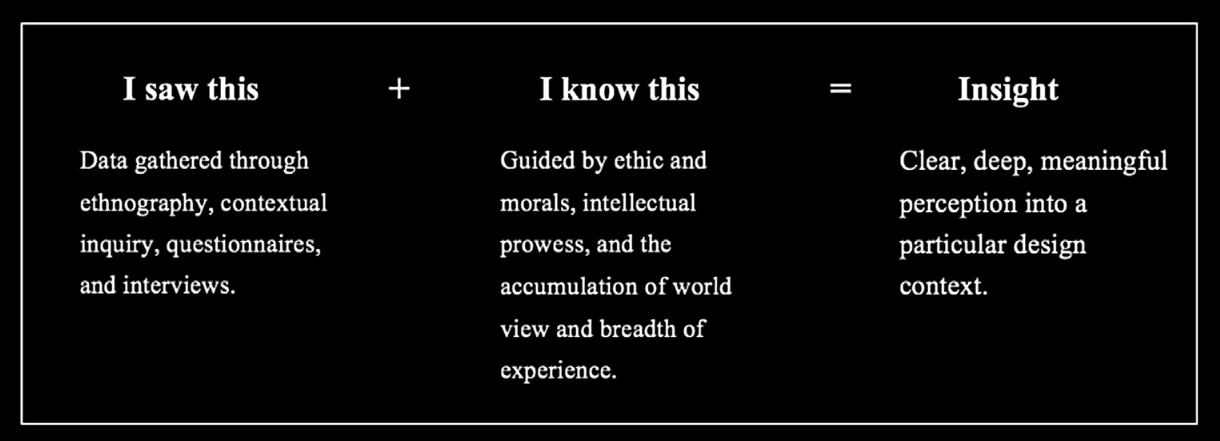 I saw this + I know this = Insight
Data gathered through
ethnography, contextual
inquiry, questionnaires,
and interviews.
Guided by ethic and
morals, intellectual
prowess, and the
accumulation of world
view and breadth of
experience.
Clear, deep, meaningful
perception into a
particular design
context.